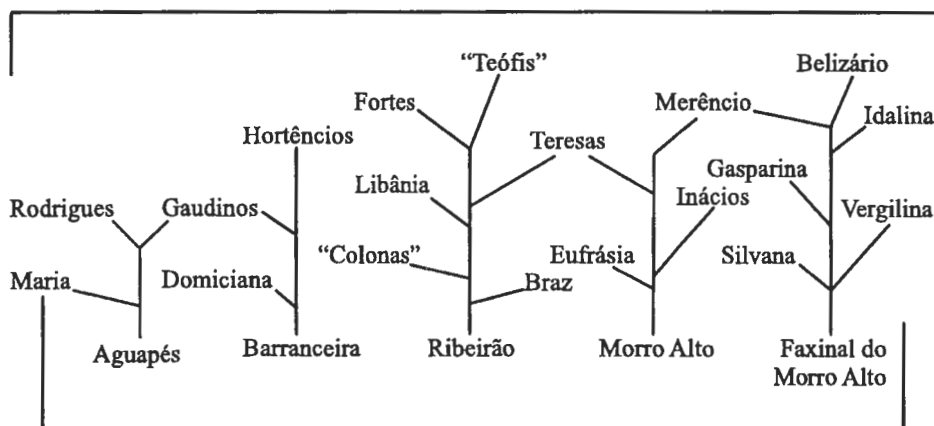 “Teófis”
Belizário
Fortes
Merêncio
Idalina
Hortêncios
Teresas
Gasparina
Libânia
Inácios
Rodrigues
Gaudinos
Vergilina
“Colonas”
Eufrásia
Silvana
Maria
Domiciana
Braz
Aguapés
Barranceira
Ribeirão
Morro Alto
Faxinal do
Morro Alto